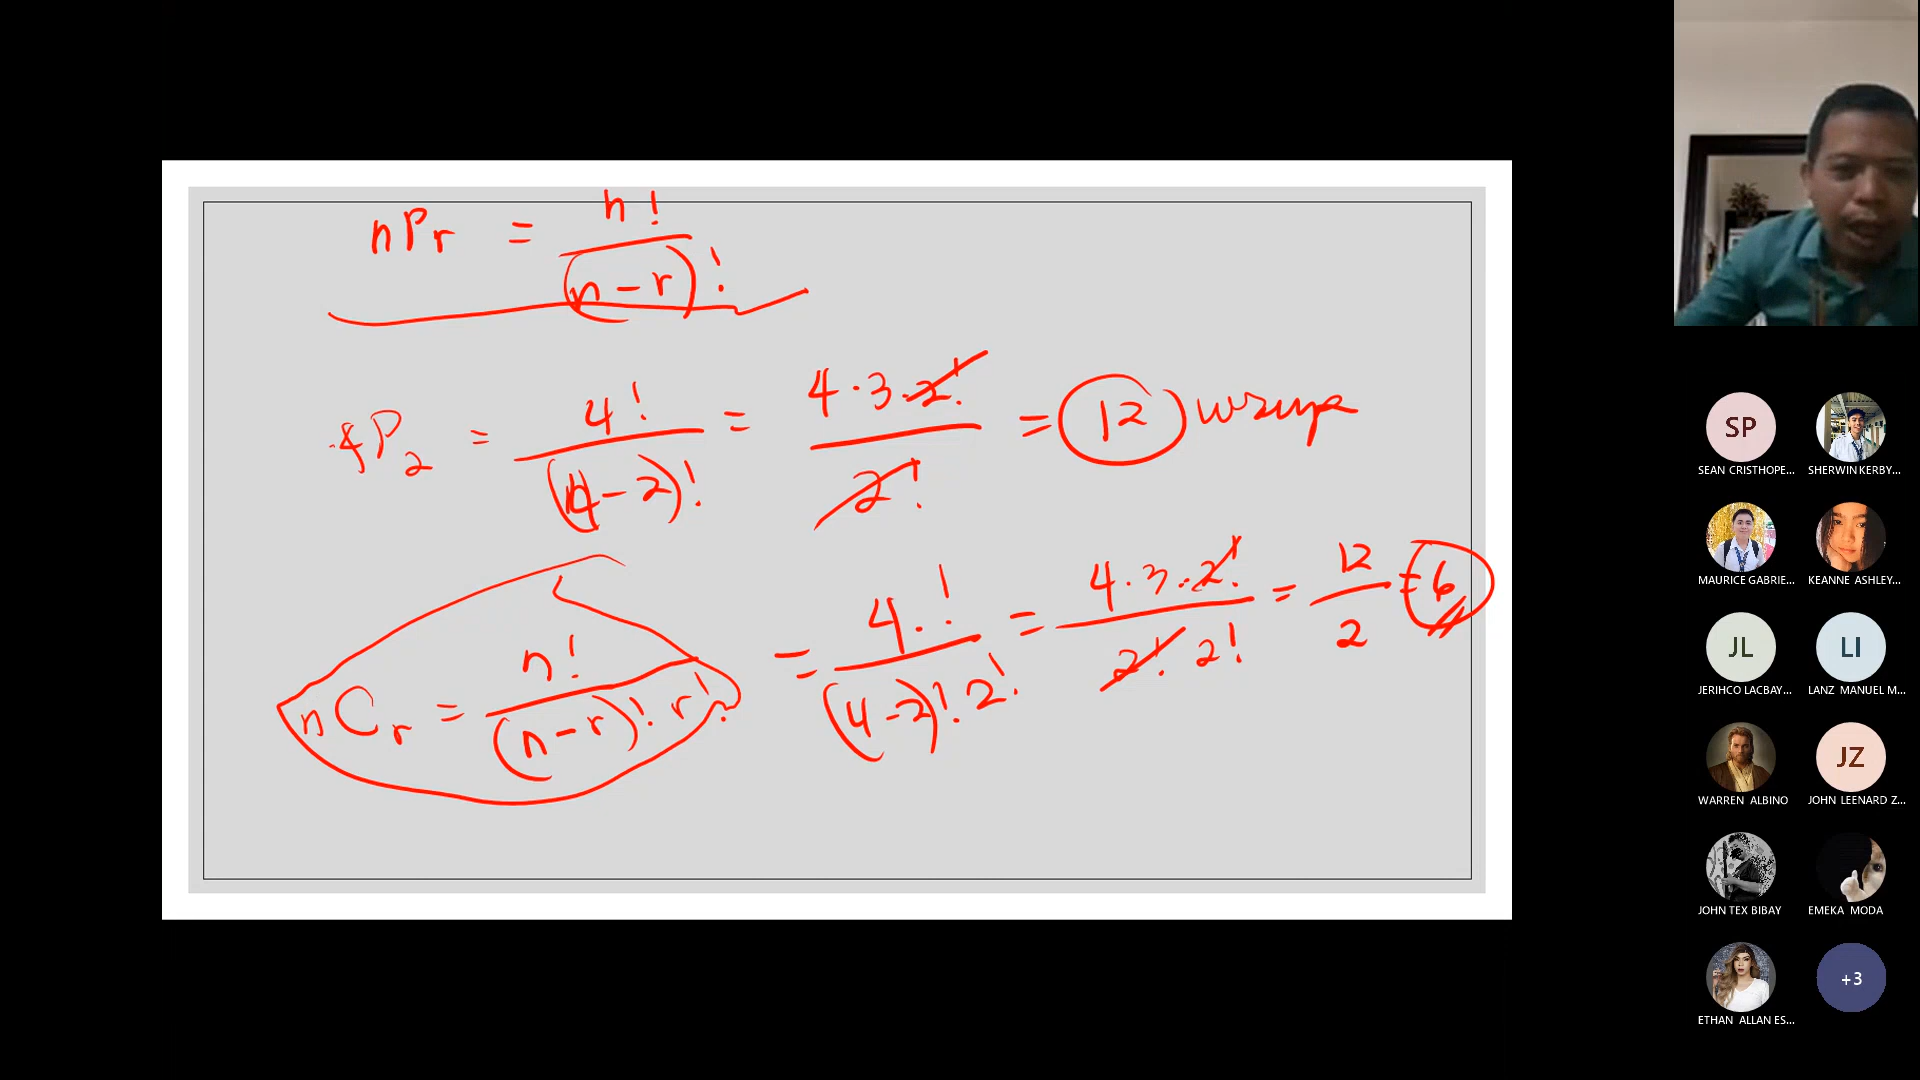 nPr = n! / (n-r)!
4P2 = 4! / (4-2)! = 4·3·2! / 2! = 12
nCr = n! / (n-r)! r! = 4! / (4-2)! 2! = 4·3·2! / 2! 2! = 12 / 2 = 6
SP
SEAN CRISTHOPE...
SHERWIN KERBY...
MAURICE GABRIE...
KEANNE ASHLEY...
JL
JERIHCO LACBAY...
LI
LANZ MANUEL M...
WARREN ALBINO
JZ
JOHN LEENARD Z...
JOHN TEX BIBAY
EMEKA MODA
ETHAN ALLAN ES...
+3